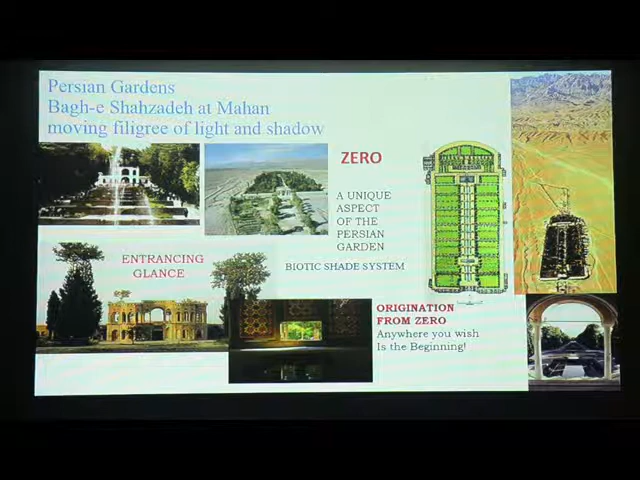 Persian Gardens
Bagh-e Shahzadeh at Mahan
moving filigree of light and shadow
ZERO
A UNIQUE
ASPECT
OF THE
PERSIAN
GARDEN
ENTRANCING
GLANCE
BIOTIC SHADE SYSTEM
ORIGINATION
FROM ZERO
Anywhere you wish
Is the Beginning!